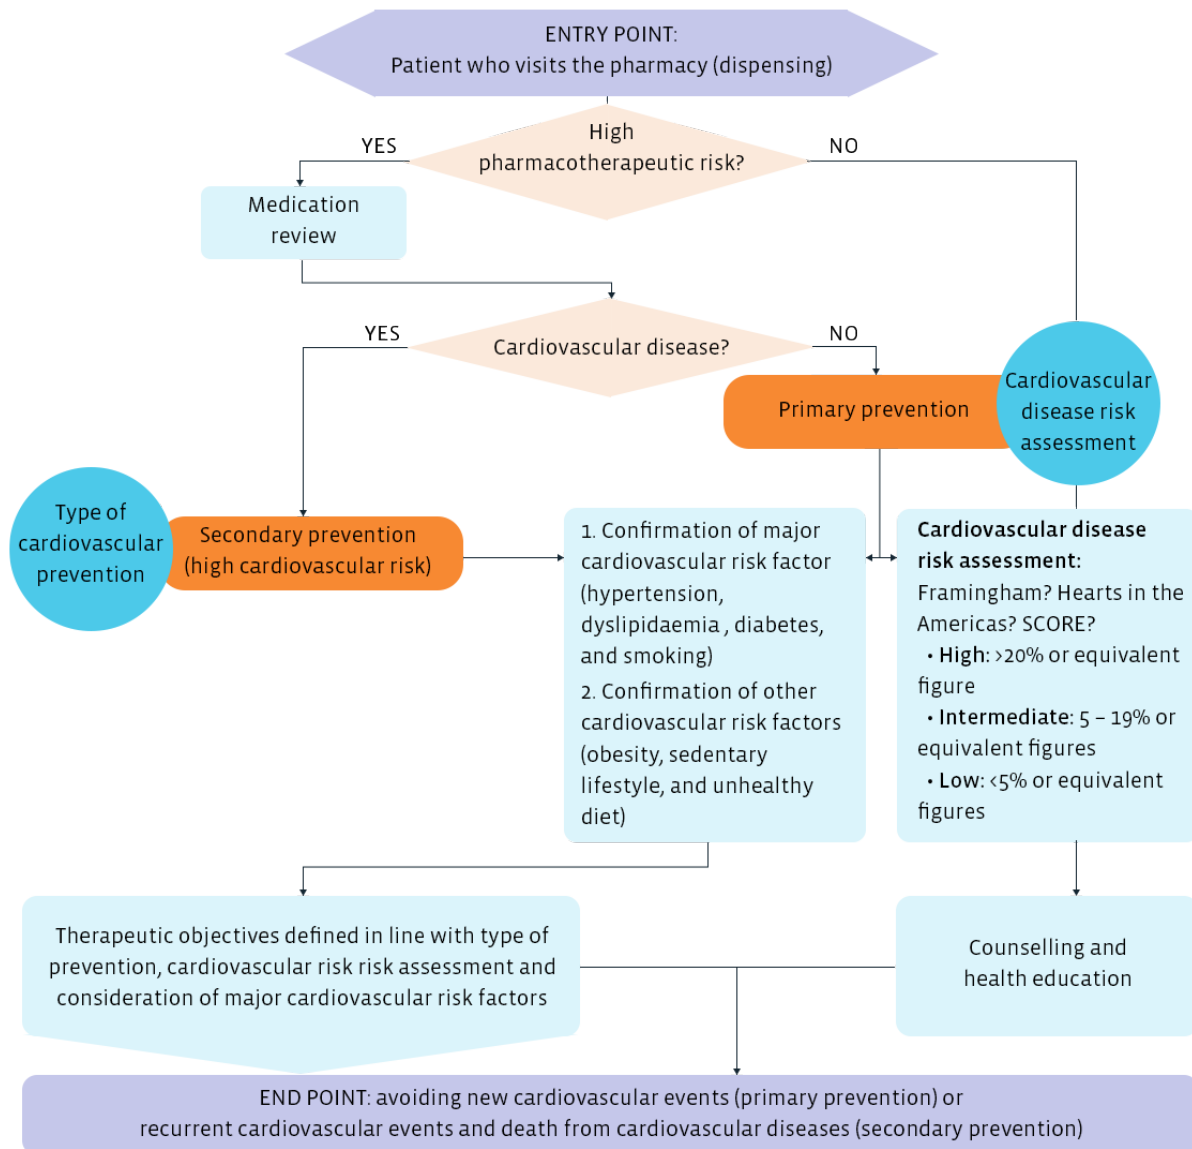 ENTRY POINT:
Patient who visits the pharmacy (dispensing)
High
pharmacotherapeutic risk?
YES
NO
Medication
review
Cardiovascular disease?
YES
NO
Primary prevention
Cardiovascular
disease risk
assessment
Type of
cardiovascular
prevention
Secondary prevention
(high cardiovascular risk)
1. Confirmation of major
cardiovascular risk factor
(hypertension,
dyslipidaemia , diabetes,
and smoking)
2. Confirmation of other
cardiovascular risk factors
(obesity, sedentary
lifestyle, and unhealthy
diet)
Cardiovascular disease
risk assessment:
Framingham? Hearts in the
Americas? SCORE?
• High: >20% or equivalent
figure
• Intermediate: 5 – 19% or
equivalent figures
• Low: <5% or equivalent
figures
Therapeutic objectives defined in line with type of
prevention, cardiovascular risk risk assessment and
consideration of major cardiovascular risk factors
Counselling and
health education
END POINT: avoiding new cardiovascular events (primary prevention) or
recurrent cardiovascular events and death from cardiovascular diseases (secondary prevention)